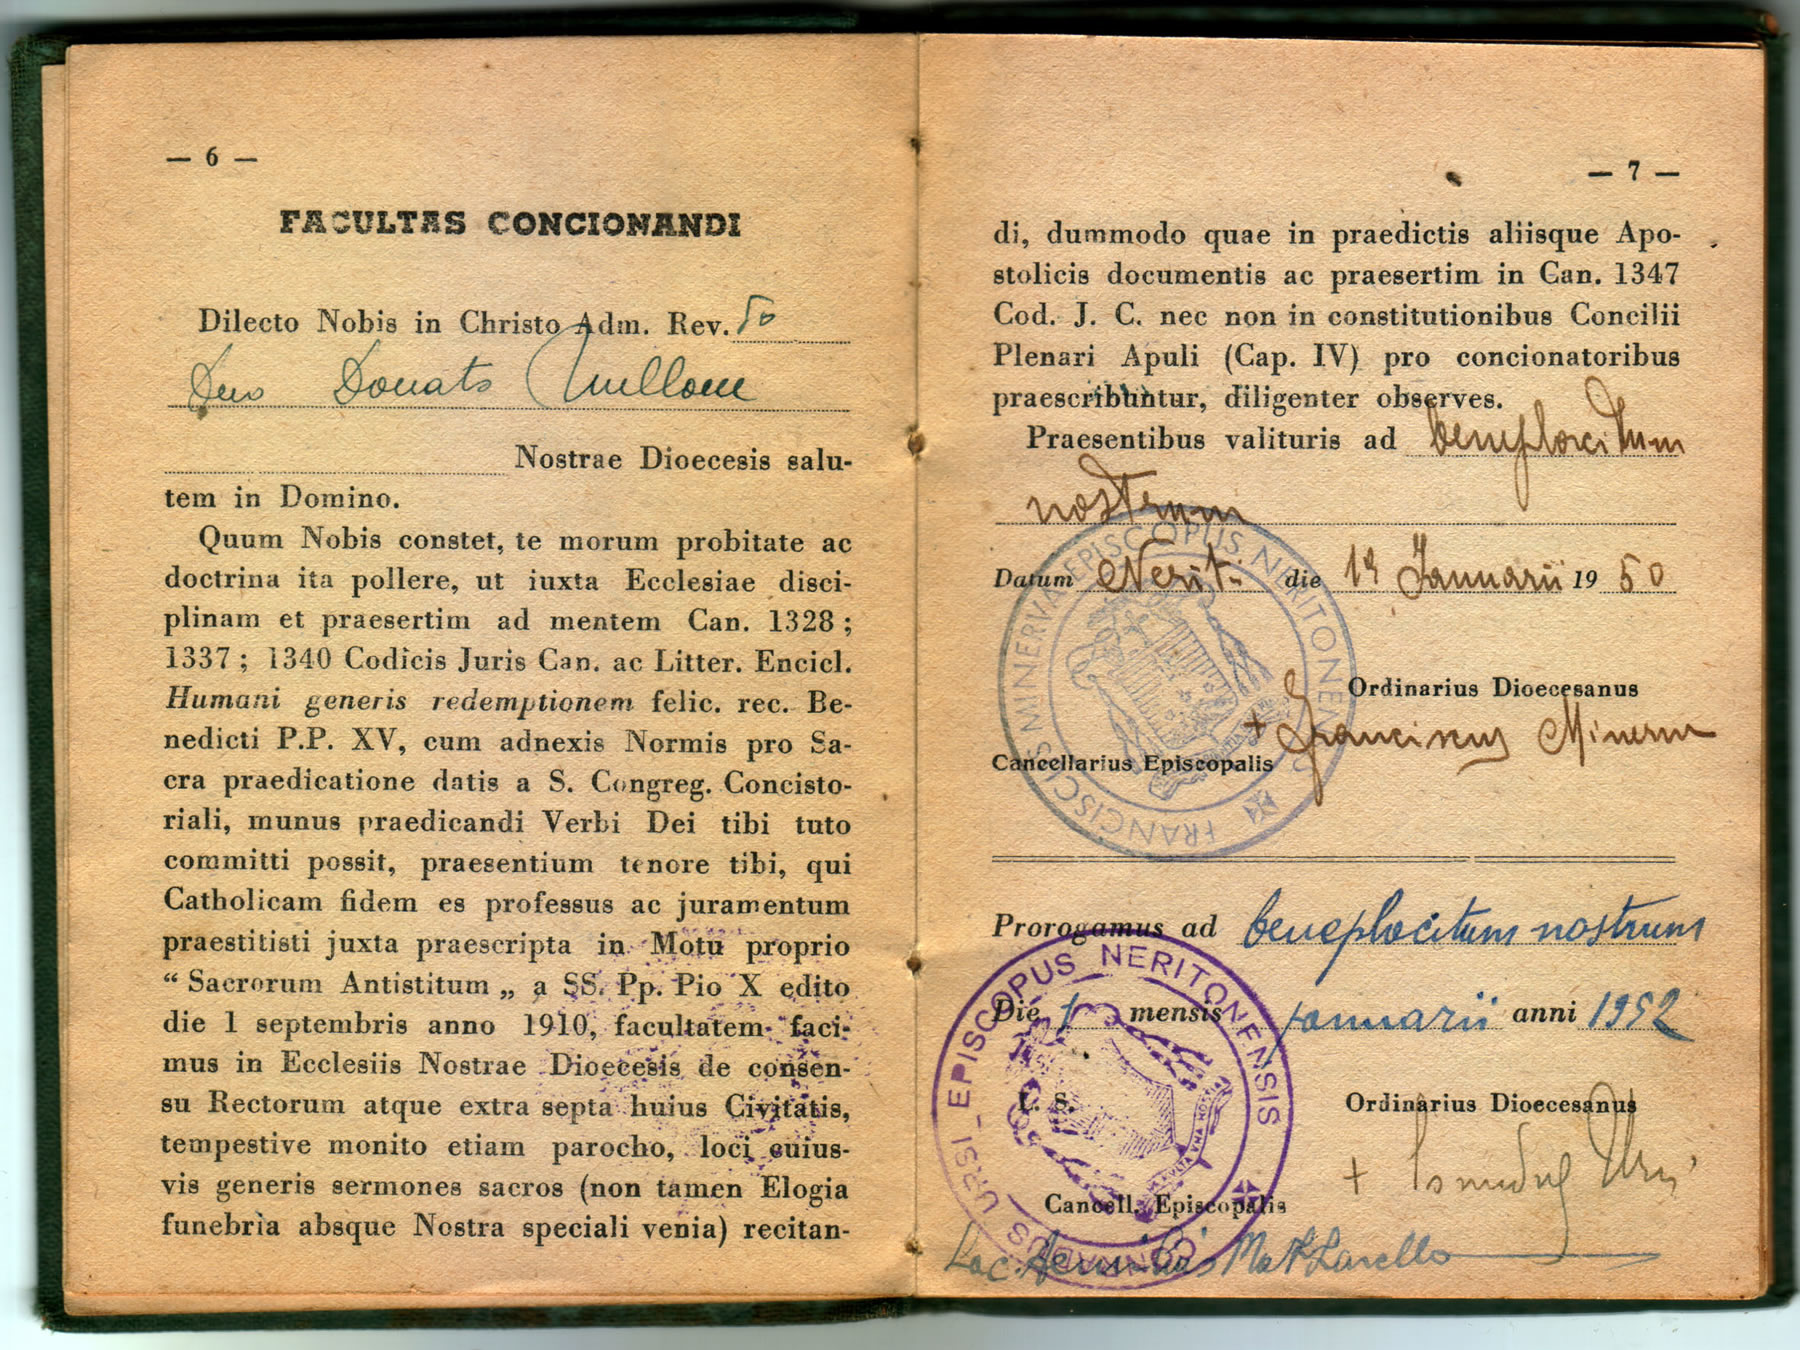 — 6 —
FACULTAS CONCIONANDI
Dilecto Nobis in Christo Adm. Rev. do
Donato
Nostrae Dioecesis salu-
tem in Domino.
Quum Nobis constet, te morum probitate ac
doctrina ita pollere, ut iuxta Ecclesiae disci-
plinam et praesertim ad mentem Can. 1328 ;
1337 ; 1340 Codicis Juris Can. ac Litter. Encicl.
Humani generis redemptionem felic. rec. Be-
nedicti P.P. XV, cum adnexis Normis pro Sa-
cra praedicatione datis a S. Congreg. Concisto-
riali, munus praedicandi Verbi Dei tibi tuto
committi possit, praesentium tenore tibi, qui
Catholicam fidem es professus ac juramentum
praestitisti juxta praescripta in Motu proprio
“ Sacrorum Antistitum „ a SS. Pp. Pio X edito
die 1 septembris anno 1910, facultatem faci-
mus in Ecclesiis Nostrae Dioecesis de consen-
su Rectorum atque extra septa huius Civitatis,
tempestive monito etiam parocho, loci cuius-
vis generis sermones sacros (non tamen Elogia
funebria absque Nostra speciali venia) recitan-
— 7 —
di, dummodo quae in praedictis aliisque Apo-
stolicis documentis ac praesertim in Can. 1347
Cod. J. C. nec non in constitutionibus Concilii
Plenari Apuli (Cap. IV) pro concionatoribus
praescribuntur, diligenter observes.
Praesentibus valituris ad beneplacitum
nostrum
Datum Nerit. die Januarii 1950
FRANCISCUS MINERVA EPISCOPUS NERITONENSIS
Ordinarius Dioecesanus
+ Franciscus Minerva
Cancellarius Episcopalis
Prorogamus ad beneplacitum nostrum
Die mensis januarii anni 1952
CORRADUS URSI - EPISCOPUS NERITONENSIS
L. S.
Ordinarius Dioecesanus
+ Ursi
Cancell. Episcopalis